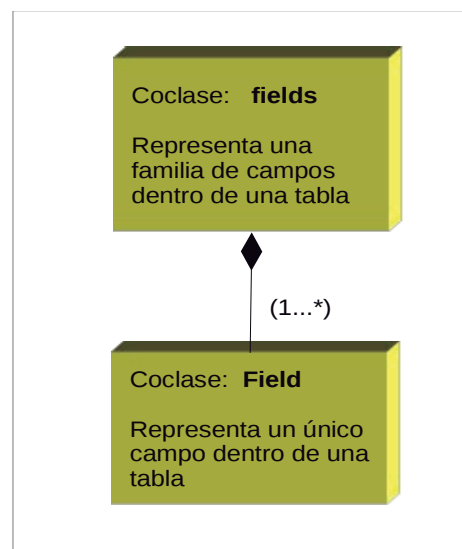 Coclase: fields
Representa una
familia de campos
dentro de una tabla
(1...*)
Coclase: Field
Representa un único
campo dentro de una
tabla